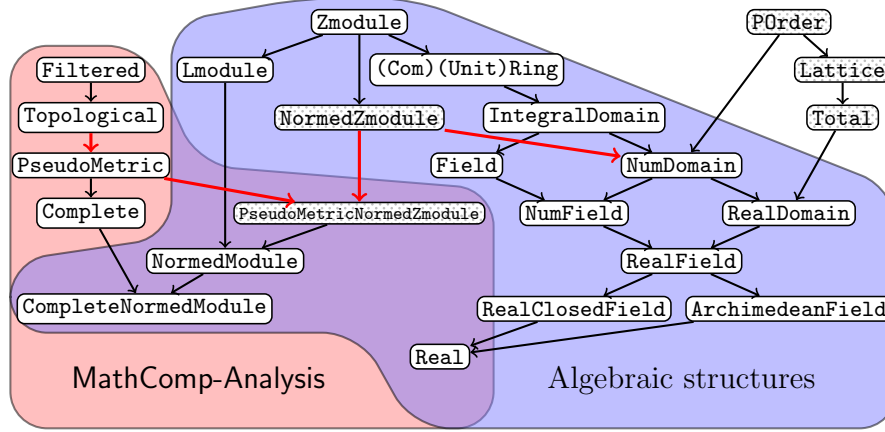 Zmodule
POrder
Filtered
Lmodule
(Com)(Unit)Ring
Lattice
Topological
NormedZmodule
IntegralDomain
Total
PseudoMetric
Field
NumDomain
Complete
PseudoMetricNormedZmodule
NumField
RealDomain
NormedModule
RealField
CompleteNormedModule
RealClosedField
ArchimedeanField
Real
MathComp-Analysis
Algebraic structures